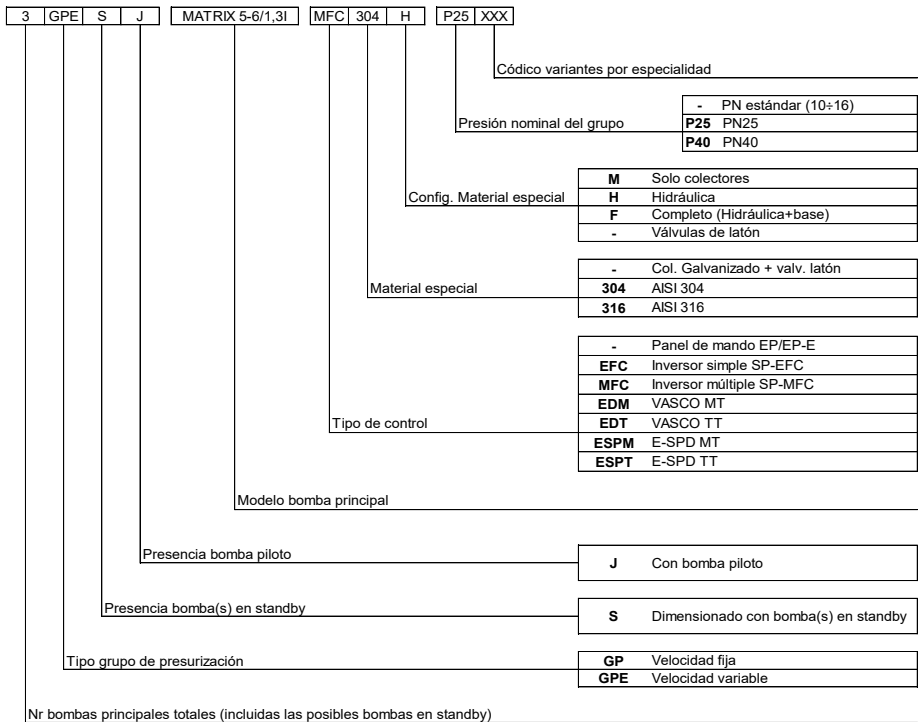 3 GPE S J MATRIX 5-6/1,3I MFC 304 H P25 XXX
Códico variantes por especialidad
- PN estándar (10÷16)
Presión nominal del grupo P25 PN25
P40 PN40
M Solo colectores
Config. Material especial H Hidráulica
F Completo (Hidráulica+base)
- Válvulas de latón
- Col. Galvanizado + valv. latón
Material especial 304 AISI 304
316 AISI 316
- Panel de mando EP/EP-E
EFC Inversor simple SP-EFC
MFC Inversor múltiple SP-MFC
EDM VASCO MT
Tipo de control EDT VASCO TT
ESPM E-SPD MT
ESPT E-SPD TT
Modelo bomba principal
Presencia bomba piloto J Con bomba piloto
Presencia bomba(s) en standby S Dimensionado con bomba(s) en standby
Tipo grupo de presurización GP Velocidad fija
GPE Velocidad variable
Nr bombas principales totales (incluidas las posibles bombas en standby)